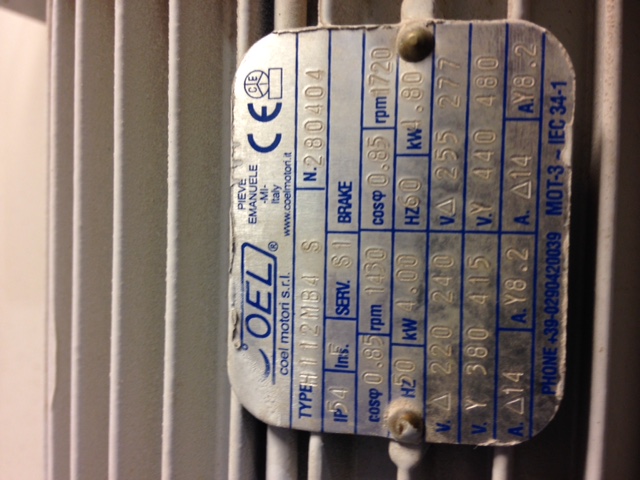 COEL®
coel motori s.r.l.
PIEVE
EMANUELE
-Mi-
Italy
www.coelmotori.it
CE
TYPE H112MB4 S N. 280404
IP 54 Ins. F SERV. S1 BRAKE
cosφ 0.85 rpm 1430 cosφ 0.85 rpm 1720
HZ 50 kW 4.00 HZ 60 kW 4.80
V. Δ 220 240 V. Δ 255 277
V. Y 380 415 V. Y 440 480
A. Δ14 A. Y8.2 A. Δ14 A. Y8.2
PHONE +39-0290420039 MOT-3 ~ IEC 34-1